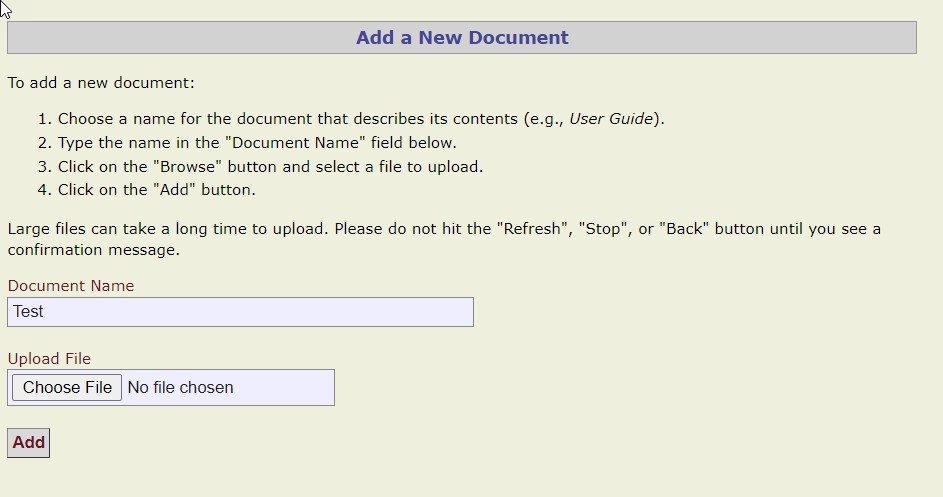 Add a New Document
To add a new document:
1. Choose a name for the document that describes its contents (e.g., User Guide).
2. Type the name in the "Document Name" field below.
3. Click on the "Browse" button and select a file to upload.
4. Click on the "Add" button.
Large files can take a long time to upload. Please do not hit the "Refresh", "Stop", or "Back" button until you see a
confirmation message.
Document Name
Test
Upload File
Choose File No file chosen
Add